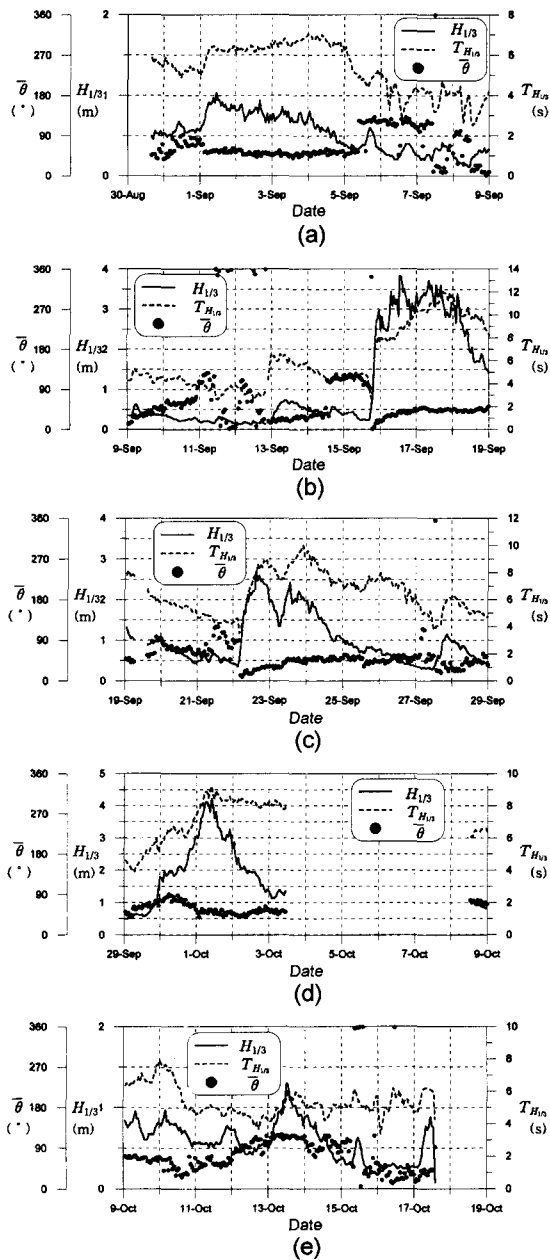 360 2 8
H1/3
TH1/3
θ̅
270 6
θ̅ 180 H1/31 4 TH1/3
(°) (m) (s)
90 2
0 0 0
30-Aug 1-Sep 3-Sep 5-Sep 7-Sep 9-Sep
Date
(a)
360 4 14
H1/3
TH1/3
θ̅
12
270 3 10
8
θ̅ 180 H1/32 6 TH1/3
(°) (m) (s)
90 1 4
2
0 0 0
9-Sep 11-Sep 13-Sep 15-Sep 17-Sep 19-Sep
Date
(b)
360 4 12
H1/3
TH1/3
θ̅
10
270 3 8
θ̅ 180 H1/32 6 TH1/3
(°) (m) (s)
90 1 4
2
0 0 0
19-Sep 21-Sep 23-Sep 25-Sep 27-Sep 29-Sep
Date
(c)
360 5 10
H1/3
TH1/3
θ̅
270 4 8
3 6
θ̅ 180 H1/3 TH1/3
(°) 2 (m) 4 (s)
90 1 2
0 0 0
29-Sep 1-Oct 3-Oct 5-Oct 7-Oct 9-Oct
Date
(d)
360 2 10
H1/3
TH1/3
θ̅
270 8
6
θ̅ 180 H1/31 TH1/3
(°) (m) 4 (s)
90 2
0 0 0
9-Oct 11-Oct 13-Oct 15-Oct 17-Oct 19-Oct
Date
(e)